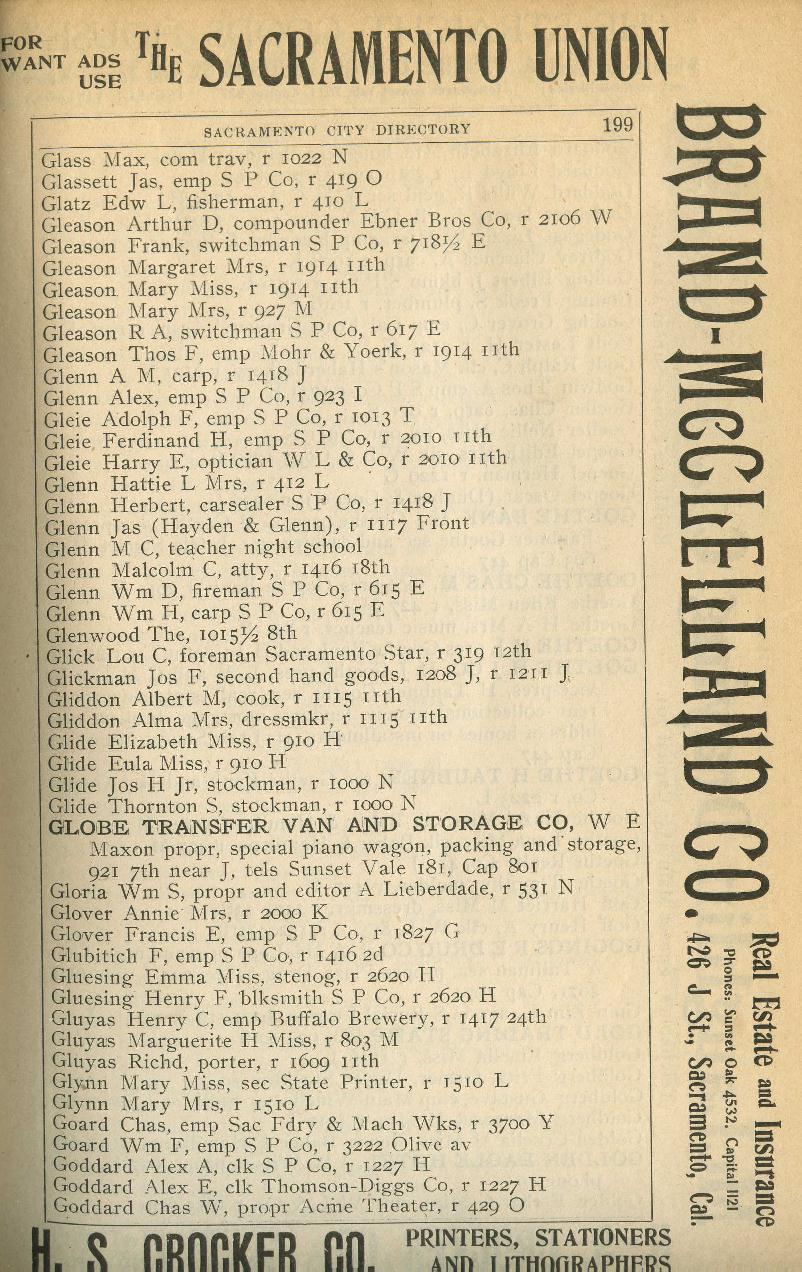 FOR
WANT ADS
USE
THE SACRAMENTO UNION
SACRAMENTO CITY DIRECTORY 199
Glass Max, com trav, r 1022 N
Glassett Jas, emp S P Co, r 419 O
Glatz Edw L, fisherman, r 410 L
Gleason Arthur D, compounder Ebner Bros Co, r 2106 W
Gleason Frank, switchman S P Co, r 718½ E
Gleason Margaret Mrs, r 1914 11th
Gleason Mary Miss, r 1914 11th
Gleason Mary Mrs, r 927 M
Gleason R A, switchman S P Co, r 617 E
Gleason Thos F, emp Mohr & Yoerk, r 1914 11th
Glenn A M, carp, r 1418 J
Glenn Alex, emp S P Co, r 923 I
Gleie Adolph F, emp S P Co, r 1013 T
Gleie Ferdinand H, emp S P Co, r 2010 11th
Gleie Harry E, optician W L & Co, r 2010 11th
Glenn Hattie L Mrs, r 412 L
Glenn Herbert, carsealer S P Co, r 1418 J
Glenn Jas (Hayden & Glenn), r 1117 Front
Glenn M C, teacher night school
Glenn Malcolm C, atty, r 1416 18th
Glenn Wm D, fireman S P Co, r 615 E
Glenn Wm H, carp S P Co, r 615 E
Glenwood The, 1015½ 8th
Glick Lou C, foreman Sacramento Star, r 319 12th
Glickman Jos F, second hand goods, 1208 J, r 1211 J
Gliddon Albert M, cook, r 1115 11th
Gliddon Alma Mrs, dressmkr, r 1115 11th
Glide Elizabeth Miss, r 910 H
Glide Eula Miss, r 910 H
Glide Jos H Jr, stockman, r 1000 N
Glide Thornton S, stockman, r 1000 N
GLOBE TRANSFER VAN AND STORAGE CO, W E
Maxon propr, special piano wagon, packing and storage,
921 7th near J, tels Sunset Vale 181, Cap 801
Gloria Wm S, propr and editor A Lieberdade, r 531 N
Glover Annie Mrs, r 2000 K
Glover Francis E, emp S P Co, r 1827 G
Glubitich F, emp S P Co, r 1416 2d
Gluesing Emma Miss, stenog, r 2620 H
Gluesing Henry F, blksmith S P Co, r 2620 H
Gluyas Henry C, emp Buffalo Brewery, r 1417 24th
Gluyas Marguerite H Miss, r 803 M
Gluyas Richd, porter, r 1609 11th
Glynn Mary Miss, sec State Printer, r 1510 L
Glynn Mary Mrs, r 1510 L
Goard Chas, emp Sac Fdry & Mach Wks, r 3700 Y
Goard Wm F, emp S P Co, r 3222 Olive av
Goddard Alex A, clk S P Co, r 1227 H
Goddard Alex E, clk Thomson-Diggs Co, r 1227 H
Goddard Chas W, propr Acme Theater, r 429 O
BRAND-McCLELLAND CO.
Real Estate and Insurance
Phones: Sunset Oak 4532. Capital 1121
426 J St., Sacramento, Cal.
H. S. CROCKER CO.
PRINTERS, STATIONERS
AND LITHOGRAPHERS